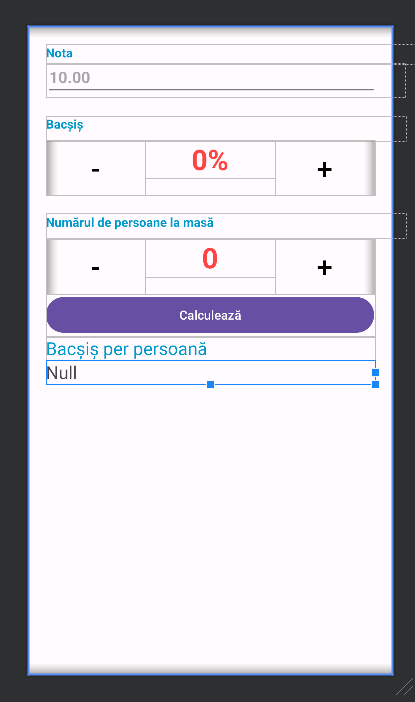 Nota
10.00
Bacșiș
- 0% +
Numărul de persoane la masă
- 0 +
Calculează
Bacșiș per persoană
Null